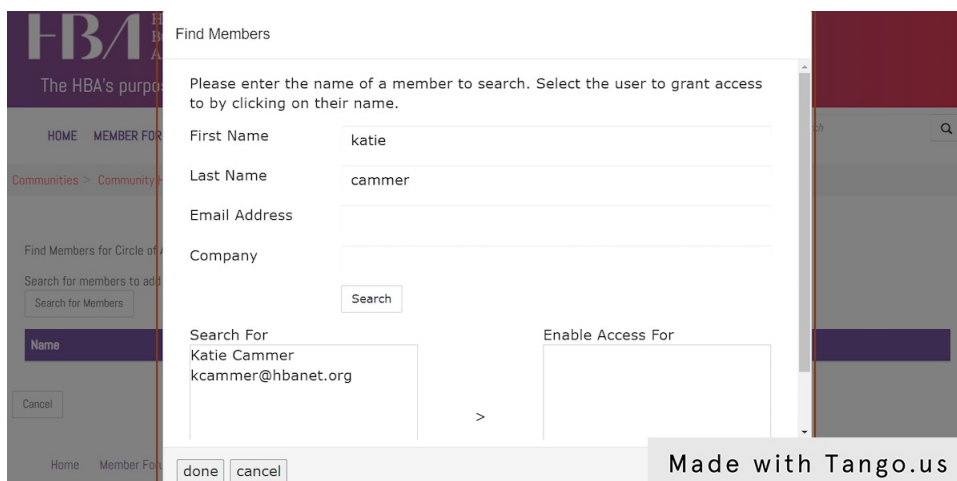 HBA
Find Members
The HBA's purpo
Please enter the name of a member to search. Select the user to grant access
to by clicking on their name.
HOME MEMBER FOR
First Name
katie
Last Name
cammer
Communities > Community H
Email Address
Company
Find Members for Circle of A
Search for members to add
Search for Members
Search
Name
Search For
Enable Access For
Katie Cammer
kcammer@hbanet.org
>
Cancel
Home Member Foru
done
cancel
Made with Tango.us